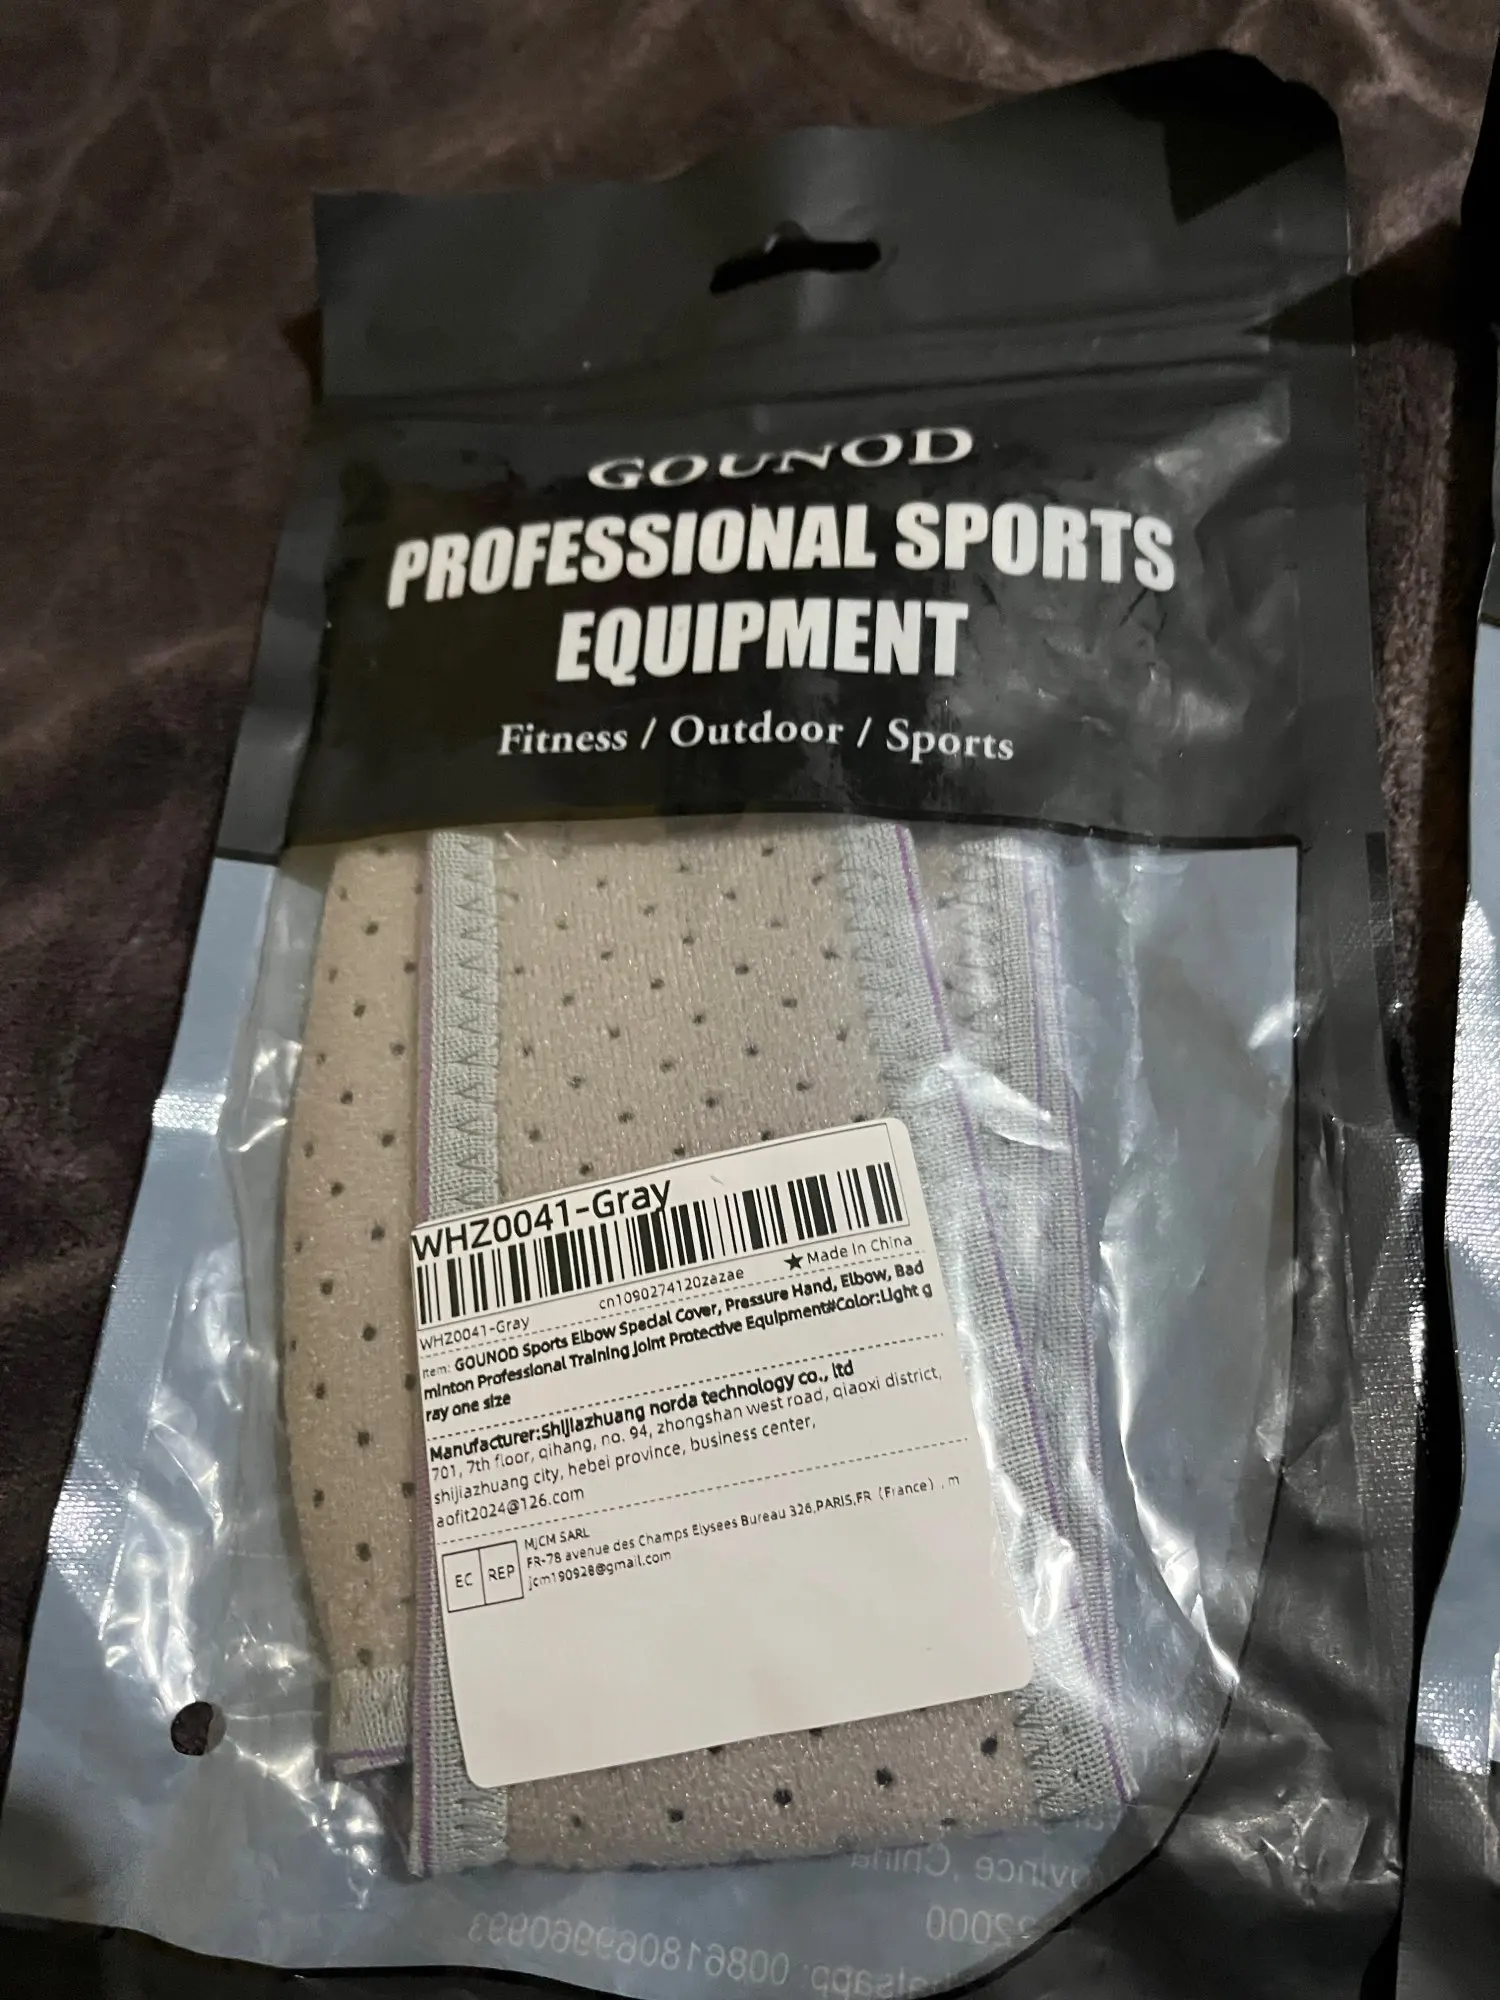 GOUNOD
PROFESSIONAL SPORTS
EQUIPMENT
Fitness / Outdoor / Sports
WHZ0041-Gray
cn1090274120zazae
★Made In China
WHZ0041-Gray
Item: GOUNOD Sports Elbow Special Cover, Pressure Hand, Elbow, Bad
minton Professional Training Joint Protective Equipment#Color:Light g
ray one size
Manufacturer:Shijiazhuang norda technology co., ltd
701, 7th floor, qihang, no. 94, zhongshan west road, qiaoxi district,
shijiazhuang city, hebei province, business center,
aofit2024@126.com
EC REP
MJCM SARL
FR-78 avenue des Champs Elysees Bureau 326,PARIS,FR (France) , m
jcm190928@gmail.com
China
2000
008618069960993